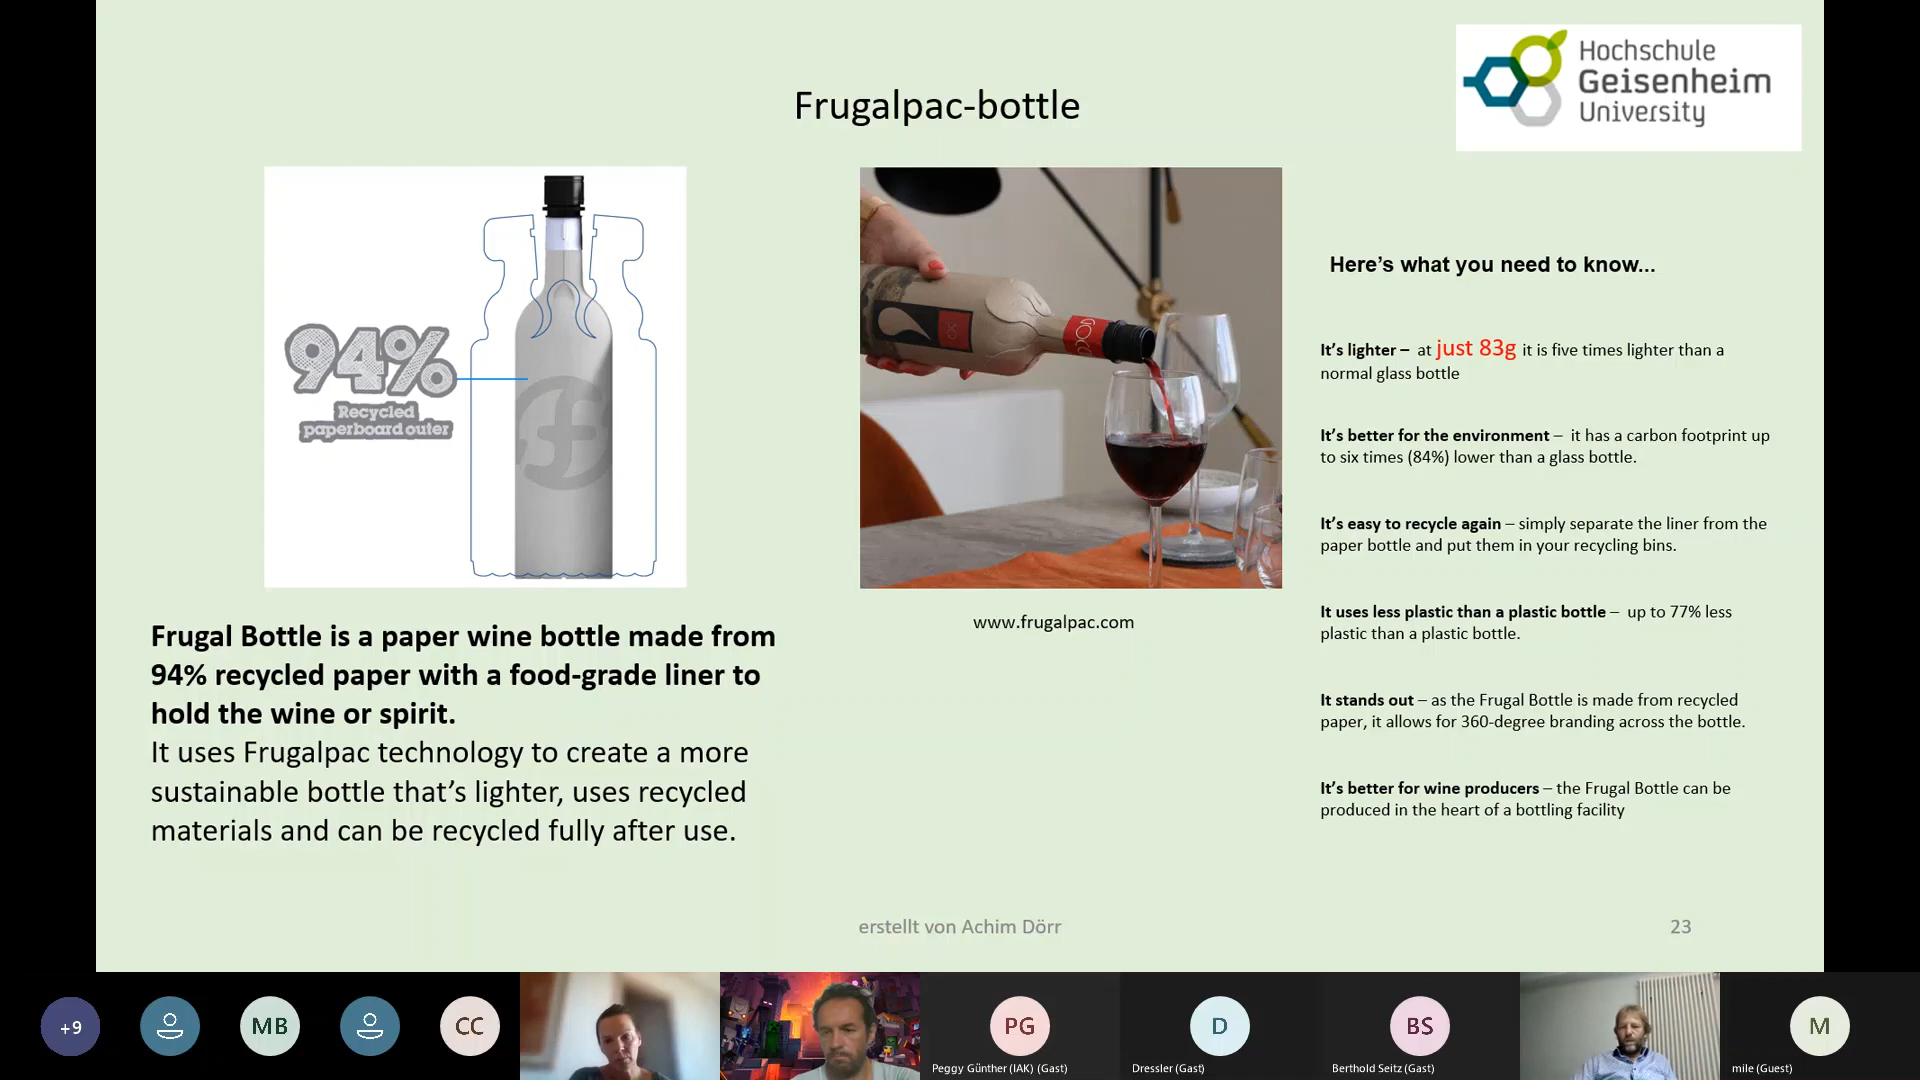 Hochschule
Geisenheim
University
Frugalpac-bottle
94%
Recycled
paperboard outer
www.frugalpac.com
Frugal Bottle is a paper wine bottle made from
94% recycled paper with a food-grade liner to
hold the wine or spirit.
It uses Frugalpac technology to create a more
sustainable bottle that’s lighter, uses recycled
materials and can be recycled fully after use.
Here’s what you need to know...
It’s lighter – at just 83g it is five times lighter than a
normal glass bottle
It’s better for the environment – it has a carbon footprint up
to six times (84%) lower than a glass bottle.
It’s easy to recycle again – simply separate the liner from the
paper bottle and put them in your recycling bins.
It uses less plastic than a plastic bottle – up to 77% less
plastic than a plastic bottle.
It stands out – as the Frugal Bottle is made from recycled
paper, it allows for 360-degree branding across the bottle.
It’s better for wine producers – the Frugal Bottle can be
produced in the heart of a bottling facility
erstellt von Achim Dörr
23
+9
MB
CC
PG
Peggy Günther (IAK) (Gast)
D
Dressler (Gast)
BS
Berthold Seitz (Gast)
M
mile (Guest)